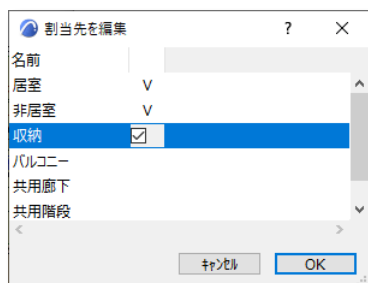 割当先を編集 ? ×
名前
居室 V
非居室 V
収納
バルコニー
共用廊下
共用階段
キャンセル OK